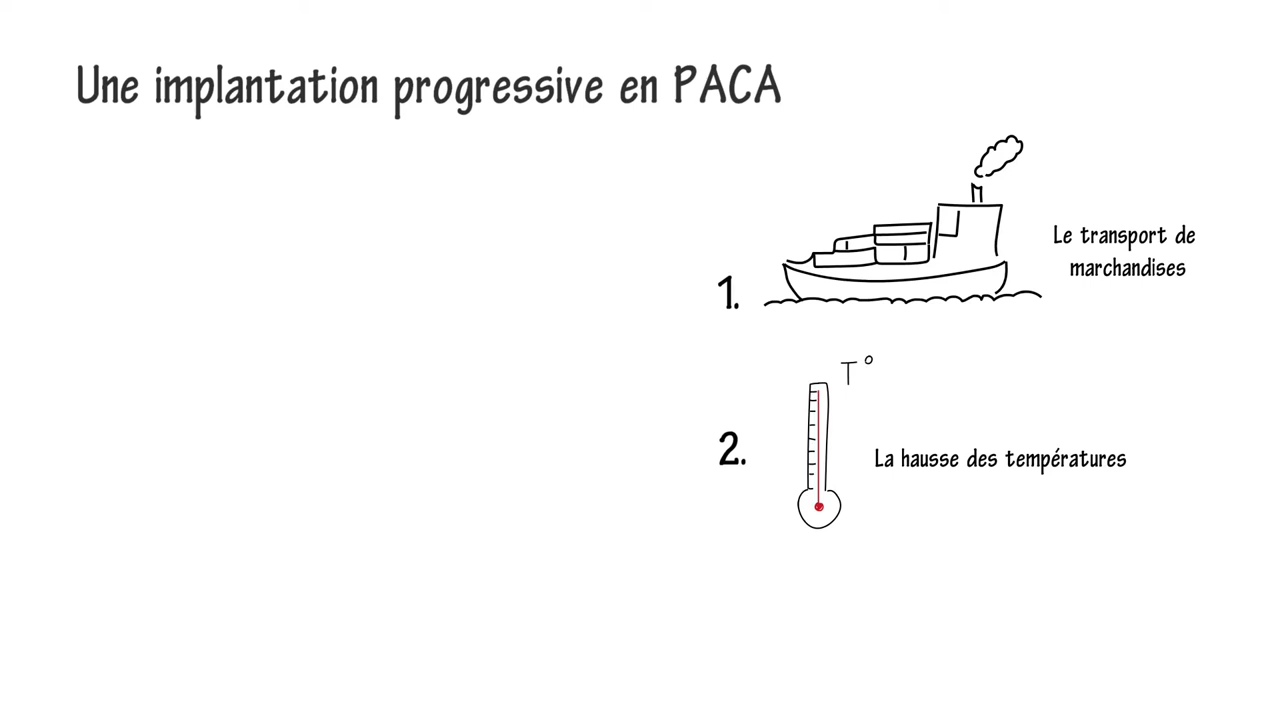 Une implantation progressive en PACA
Le transport de
marchandises
1.
T°
2.
La hausse des températures